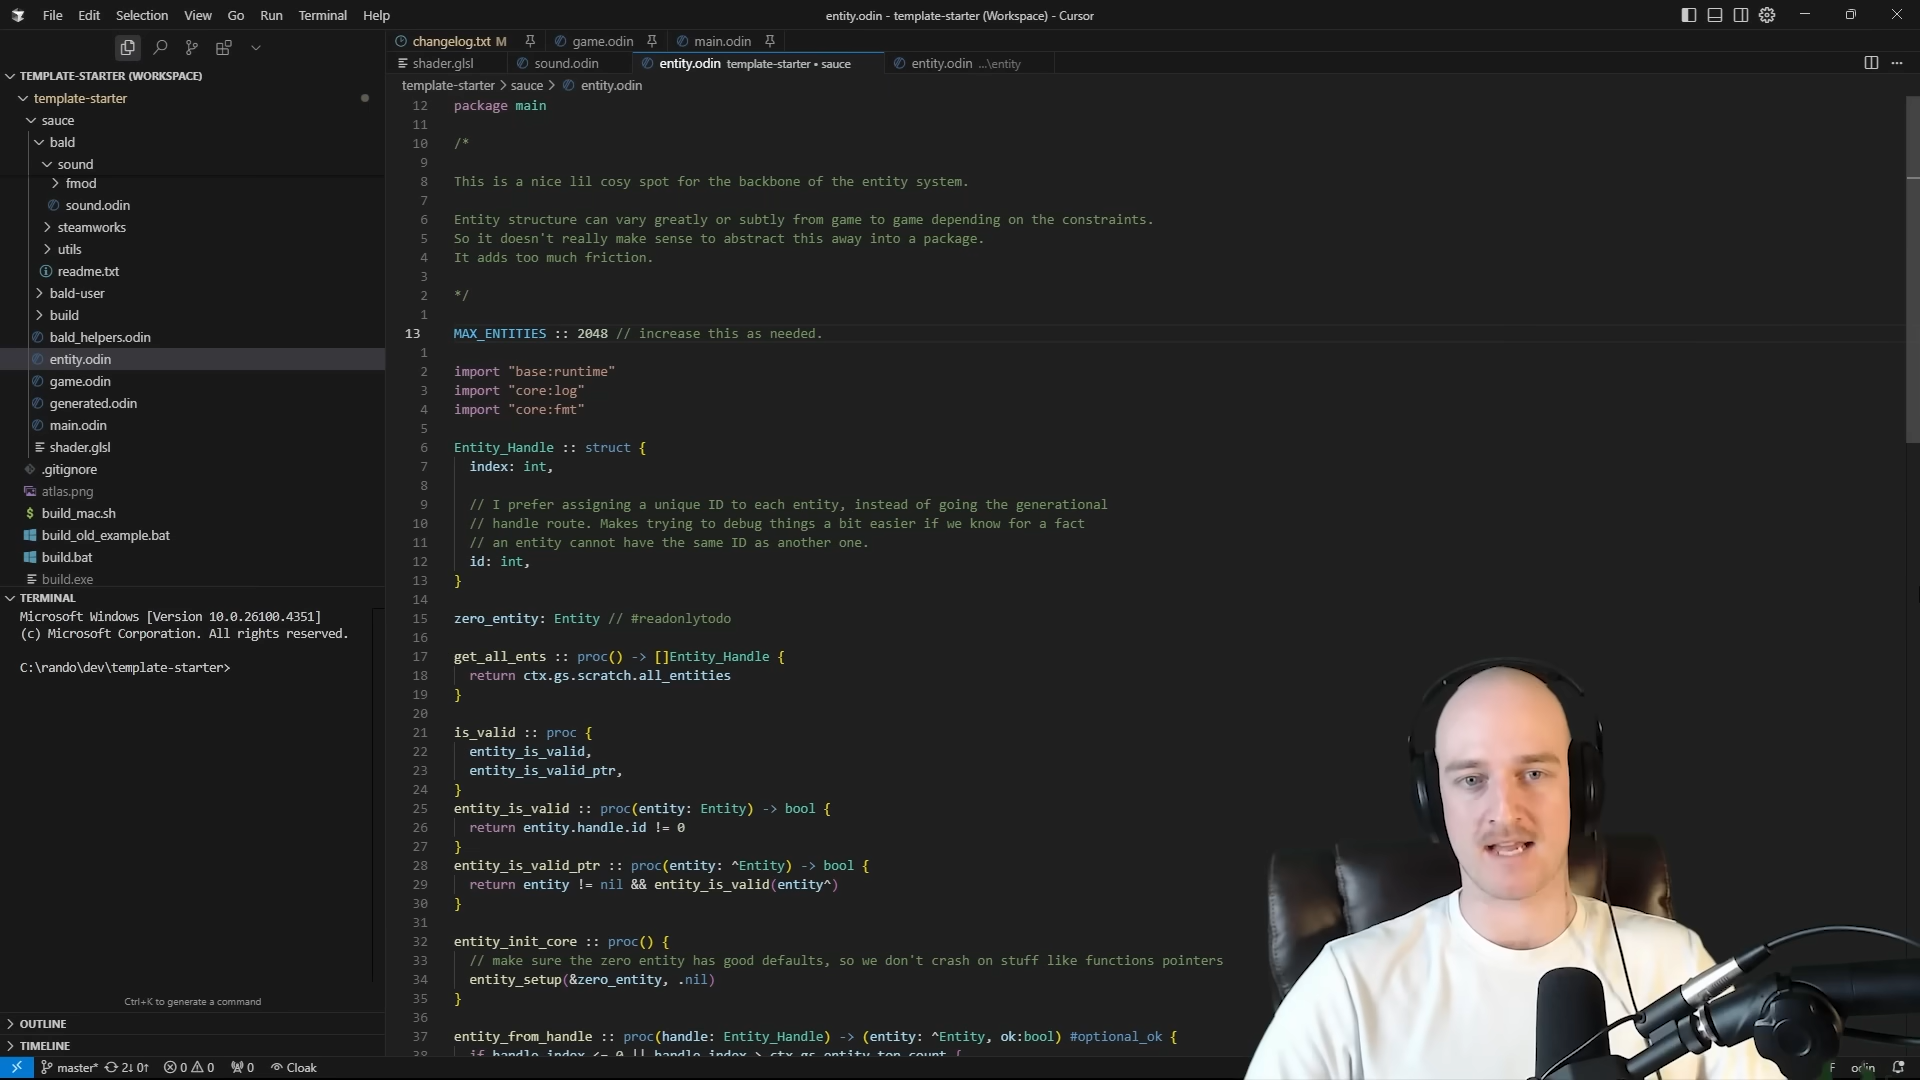 File Edit Selection View Go Run Terminal Help
entity.odin - template-starter (Workspace) - Cursor
changelog.txt M
game.odin
main.odin
shader.glsl
sound.odin
entity.odin template-starter • sauce
entity.odin ...\entity
template-starter > sauce > entity.odin
TEMPLATE-STARTER (WORKSPACE)
template-starter
sauce
bald
sound
fmod
sound.odin
steamworks
utils
readme.txt
bald-user
build
bald_helpers.odin
entity.odin
game.odin
generated.odin
main.odin
shader.glsl
.gitignore
atlas.png
build_mac.sh
build_old_example.bat
build.bat
build.exe
TERMINAL
Microsoft Windows [Version 10.0.26100.4351]
(c) Microsoft Corporation. All rights reserved.
C:\rando\dev\template-starter>
Ctrl+K to generate a command
OUTLINE
TIMELINE
12 package main
11
10 /*
9
8 This is a nice lil cosy spot for the backbone of the entity system.
7
6 Entity structure can vary greatly or subtly from game to game depending on the constraints.
5 So it doesn't really make sense to abstract this away into a package.
4 It adds too much friction.
3
2 */
1
13 MAX_ENTITIES :: 2048 // increase this as needed.
1
2 import "base:runtime"
3 import "core:log"
4 import "core:fmt"
5
6 Entity_Handle :: struct {
7 index: int,
8
9 // I prefer assigning a unique ID to each entity, instead of going the generational
10 // handle route. Makes trying to debug things a bit easier if we know for a fact
11 // an entity cannot have the same ID as another one.
12 id: int,
13 }
14
15 zero_entity: Entity // #readonlytodo
16
17 get_all_ents :: proc() -> []Entity_Handle {
18 return ctx.gs.scratch.all_entities
19 }
20
21 is_valid :: proc {
22 entity_is_valid,
23 entity_is_valid_ptr,
24 }
25 entity_is_valid :: proc(entity: Entity) -> bool {
26 return entity.handle.id != 0
27 }
28 entity_is_valid_ptr :: proc(entity: ^Entity) -> bool {
29 return entity != nil && entity_is_valid(entity^)
30 }
31
32 entity_init_core :: proc() {
33 // make sure the zero entity has good defaults, so we don't crash on stuff like functions pointers
34 entity_setup(&zero_entity, .nil)
35 }
36
37 entity_from_handle :: proc(handle: Entity_Handle) -> (entity: ^Entity, ok:bool) #optional_ok {
38 if handle.index <= 0 || handle.index > ctx.gs.entity_top_count {
master* 2↓ 0↑ 0 0 0 Cloak
odin